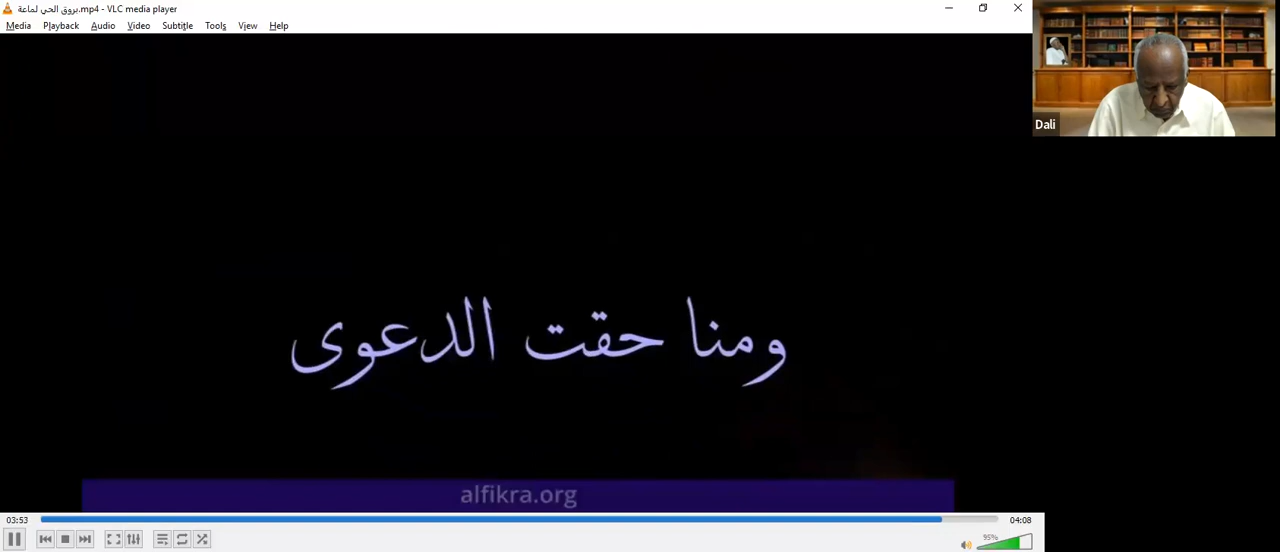 بروق الحي لماعة.mp4 - VLC media player
Media Playback Audio Video Subtitle Tools View Help
Dali
ومنا حقت الدعوى
alfikra.org
03:53
04:08
95%